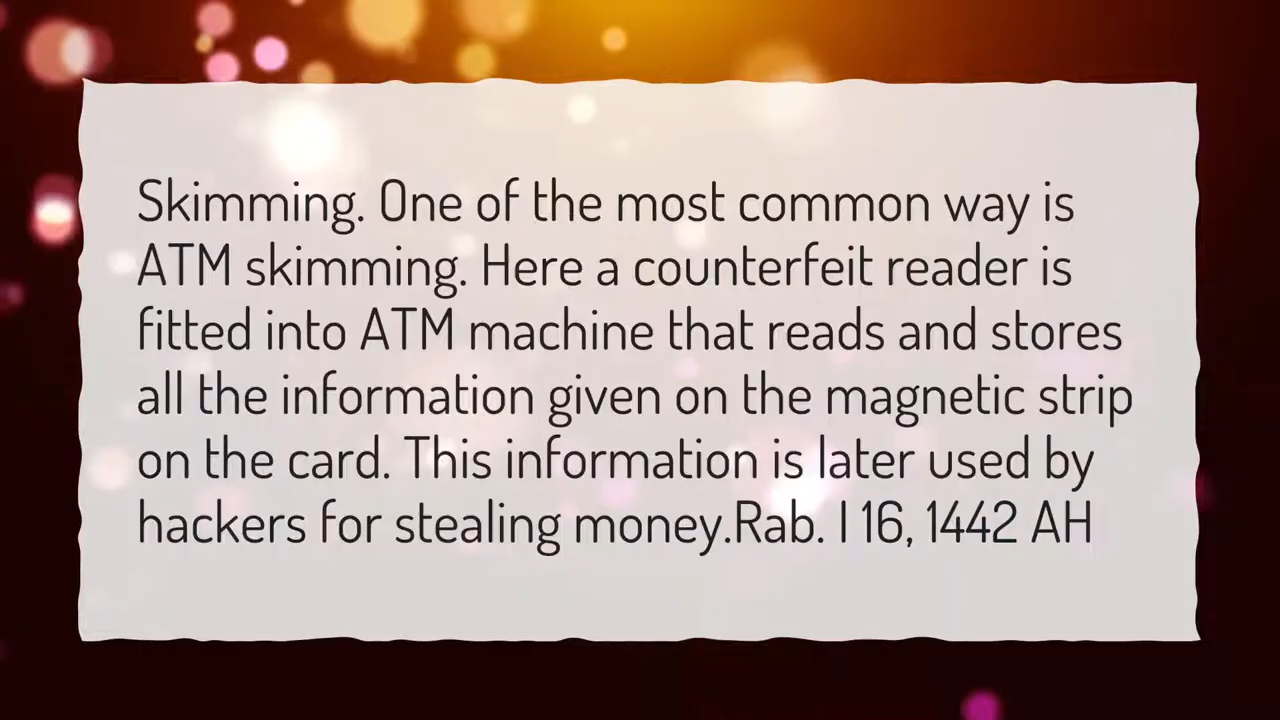 Skimming. One of the most common way is
ATM skimming. Here a counterfeit reader is
fitted into ATM machine that reads and stores
all the information given on the magnetic strip
on the card. This information is later used by
hackers for stealing money.Rab. I 16, 1442 AH